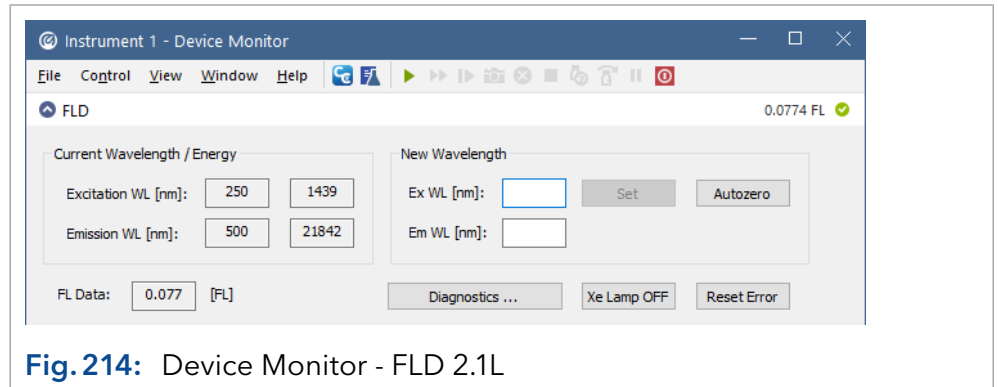 Instrument 1 - Device Monitor
File Control View Window Help
FLD 0.0774 FL
Current Wavelength / Energy New Wavelength
Excitation WL [nm]: 250 1439 Ex WL [nm]: Set Autozero
Emission WL [nm]: 500 21842 Em WL [nm]:
FL Data: 0.077 [FL] Diagnostics ... Xe Lamp OFF Reset Error
Fig. 214: Device Monitor - FLD 2.1L